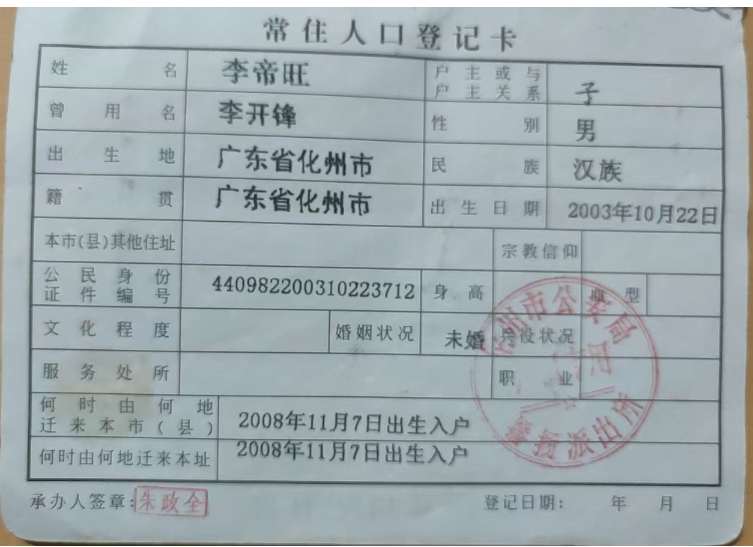 常住人口登记卡
姓名 李帝旺 户主或与户主关系 子
曾用名 李开锋 性别 男
出生地 广东省化州市 民族 汉族
籍贯 广东省化州市 出生日期 2003年10月22日
本市(县)其他住址 宗教信仰
公民身份证件编号 440982200310223712 身高 型
文化程度 婚姻状况 未婚 兵役状况
服务处所 职业
何时由何地迁来本市(县) 2008年11月7日出生入户
何时由何地迁来本址 2008年11月7日出生入户
承办人签章:朱政全 登记日期: 年 月 日
州市公安局
派出所